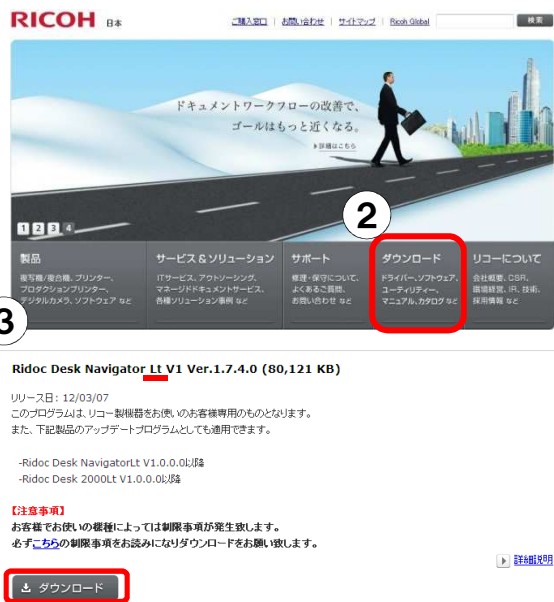 RICOH 日本
ご購入窓口 | お問い合わせ | サイトマップ | Ricoh Global 検索
ドキュメントワークフローの改善で、
ゴールはもっと近くなる。
詳細はこちら
1 2 3 4
2
製品 サービス & ソリューション サポート ダウンロード リコーについて
複写機/複合機、プリンター、 ITサービス、アウトソーシング、 修理・保守について、 ドライバー、ソフトウェア、 会社概要、CSR、
プロダクションプリンター、 マネージドドキュメントサービス、 よくあるご質問、 ユーティリティー、 環境経営、IR、技術、
デジタルカメラ、ソフトウェア など 各種ソリューション事例 など お問い合わせ など マニュアル、カタログ など 採用情報 など
3
Ridoc Desk Navigator Lt V1 Ver.1.7.4.0 (80,121 KB)
リリース日: 12/03/07
このプログラムは、リコー製機器をお使いのお客様専用のものとなります。
また、下記製品のアップデートプログラムとしても適用できます。
-Ridoc Desk NavigatorLt V1.0.0.0以降
-Ridoc Desk 2000Lt V1.0.0.0以降
【注意事項】
お客様でお使いの機種によっては制限事項が発生致します。
必ずこちらの制限事項をお読みになりダウンロードをお願い致します。
詳細説明
ダウンロード